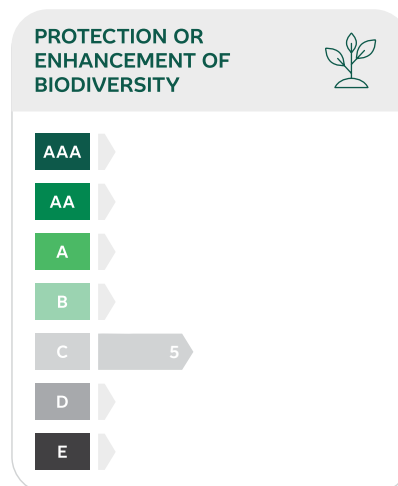 PROTECTION OR
ENHANCEMENT OF
BIODIVERSITY
AAA
AA
A
B
C 5
D
E